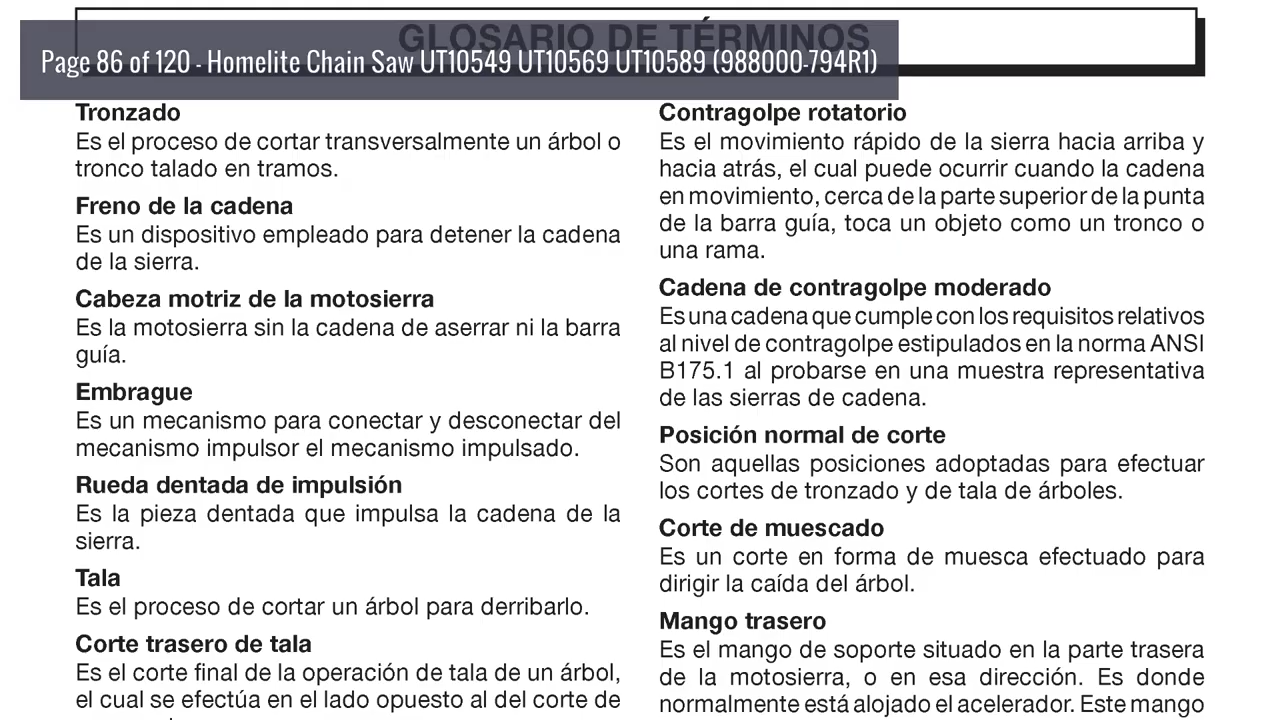 GLOSARIO DE TÉRMINOS
Page 86 of 120 - Homelite Chain Saw UT10549 UT10569 UT10589 (988000-794R1)
Tronzado
Es el proceso de cortar transversalmente un árbol o
tronco talado en tramos.
Freno de la cadena
Es un dispositivo empleado para detener la cadena
de la sierra.
Cabeza motriz de la motosierra
Es la motosierra sin la cadena de aserrar ni la barra
guía.
Embrague
Es un mecanismo para conectar y desconectar del
mecanismo impulsor el mecanismo impulsado.
Rueda dentada de impulsión
Es la pieza dentada que impulsa la cadena de la
sierra.
Tala
Es el proceso de cortar un árbol para derribarlo.
Corte trasero de tala
Es el corte final de la operación de tala de un árbol,
el cual se efectúa en el lado opuesto al del corte de
Contragolpe rotatorio
Es el movimiento rápido de la sierra hacia arriba y
hacia atrás, el cual puede ocurrir cuando la cadena
en movimiento, cerca de la parte superior de la punta
de la barra guía, toca un objeto como un tronco o
una rama.
Cadena de contragolpe moderado
Es una cadena que cumple con los requisitos relativos
al nivel de contragolpe estipulados en la norma ANSI
B175.1 al probarse en una muestra representativa
de las sierras de cadena.
Posición normal de corte
Son aquellas posiciones adoptadas para efectuar
los cortes de tronzado y de tala de árboles.
Corte de muescado
Es un corte en forma de muesca efectuado para
dirigir la caída del árbol.
Mango trasero
Es el mango de soporte situado en la parte trasera
de la motosierra, o en esa dirección. Es donde
normalmente está alojado el acelerador. Este mango